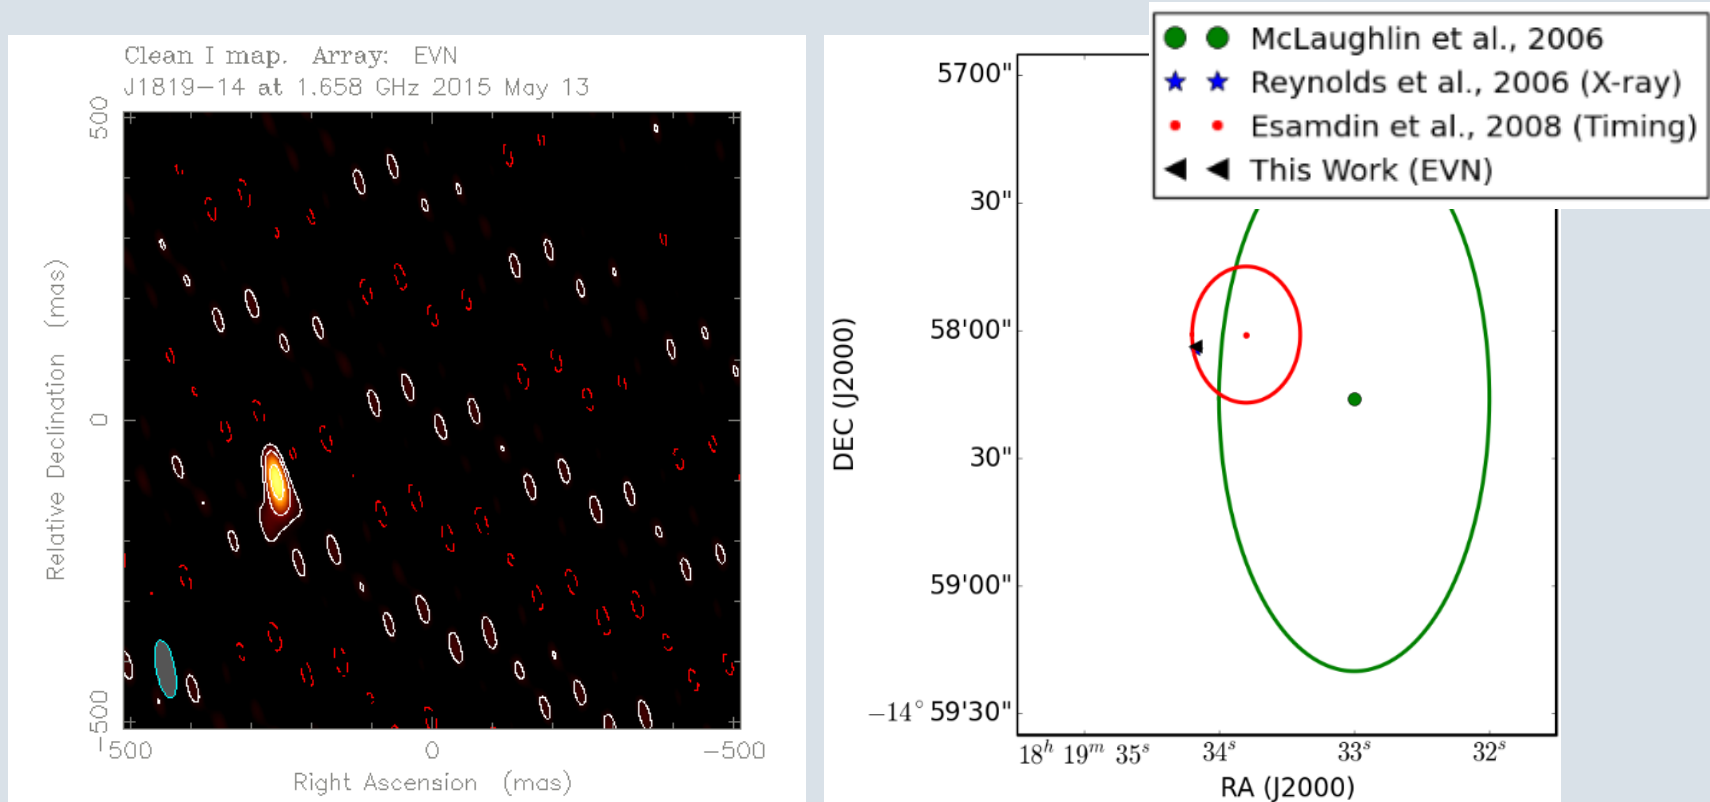 Clean I map. Array: EVN
J1819-14 at 1.658 GHz 2015 May 13
500
0
-500
Relative Declination (mas)
500
0
-500
Right Ascension (mas)
McLaughlin et al., 2006
Reynolds et al., 2006 (X-ray)
Esamdin et al., 2008 (Timing)
This Work (EVN)
5700"
30"
58'00"
30"
59'00"
-14° 59'30"
DEC (J2000)
18h 19m 35s
34s
33s
32s
RA (J2000)